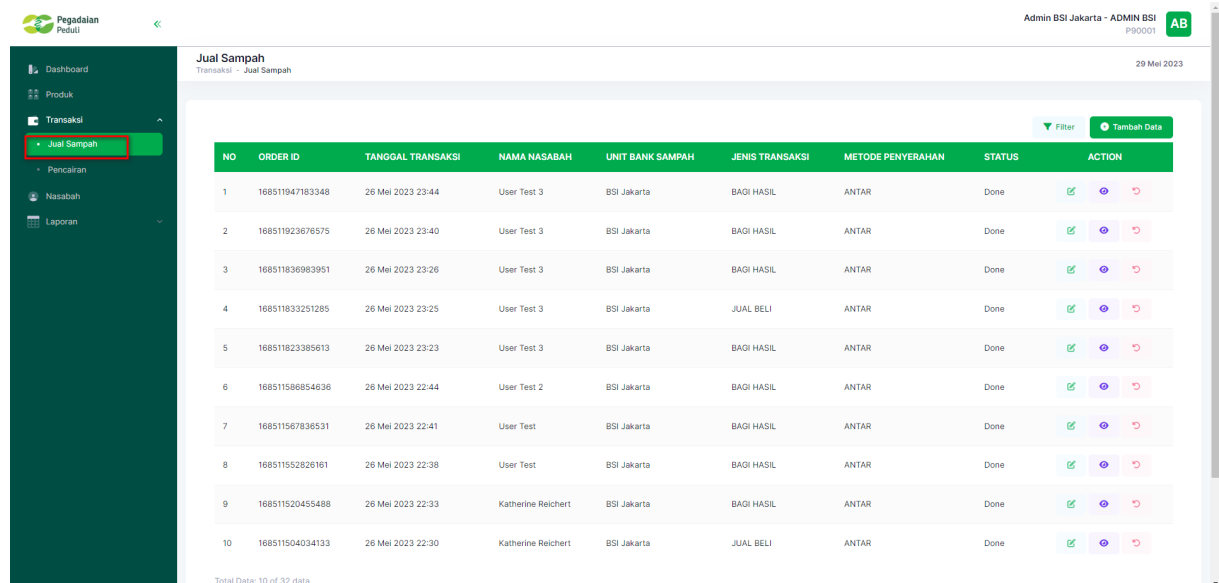 Pegadaian
Peduli
Admin BSI Jakarta - ADMIN BSI
P90001
AB
Dashboard
Produk
Transaksi
Jual Sampah
Pencairan
Nasabah
Laporan
Jual Sampah
Transaksi - Jual Sampah
29 Mei 2023
Filter
Tambah Data
NO ORDER ID TANGGAL TRANSAKSI NAMA NASABAH UNIT BANK SAMPAH JENIS TRANSAKSI METODE PENYERAHAN STATUS ACTION
1 168511947183348 26 Mei 2023 23:44 User Test 3 BSI Jakarta BAGI HASIL ANTAR Done
2 168511923676575 26 Mei 2023 23:40 User Test 3 BSI Jakarta BAGI HASIL ANTAR Done
3 168511836983951 26 Mei 2023 23:26 User Test 3 BSI Jakarta BAGI HASIL ANTAR Done
4 168511833251285 26 Mei 2023 23:25 User Test 3 BSI Jakarta JUAL BELI ANTAR Done
5 168511823385613 26 Mei 2023 23:23 User Test 3 BSI Jakarta BAGI HASIL ANTAR Done
6 168511586854636 26 Mei 2023 22:44 User Test 2 BSI Jakarta BAGI HASIL ANTAR Done
7 168511567836531 26 Mei 2023 22:41 User Test BSI Jakarta BAGI HASIL ANTAR Done
8 168511552826161 26 Mei 2023 22:38 User Test BSI Jakarta BAGI HASIL ANTAR Done
9 168511520455488 26 Mei 2023 22:33 Katherine Reichert BSI Jakarta BAGI HASIL ANTAR Done
10 168511504034133 26 Mei 2023 22:30 Katherine Reichert BSI Jakarta JUAL BELI ANTAR Done
Total Data: 10 of 32 data